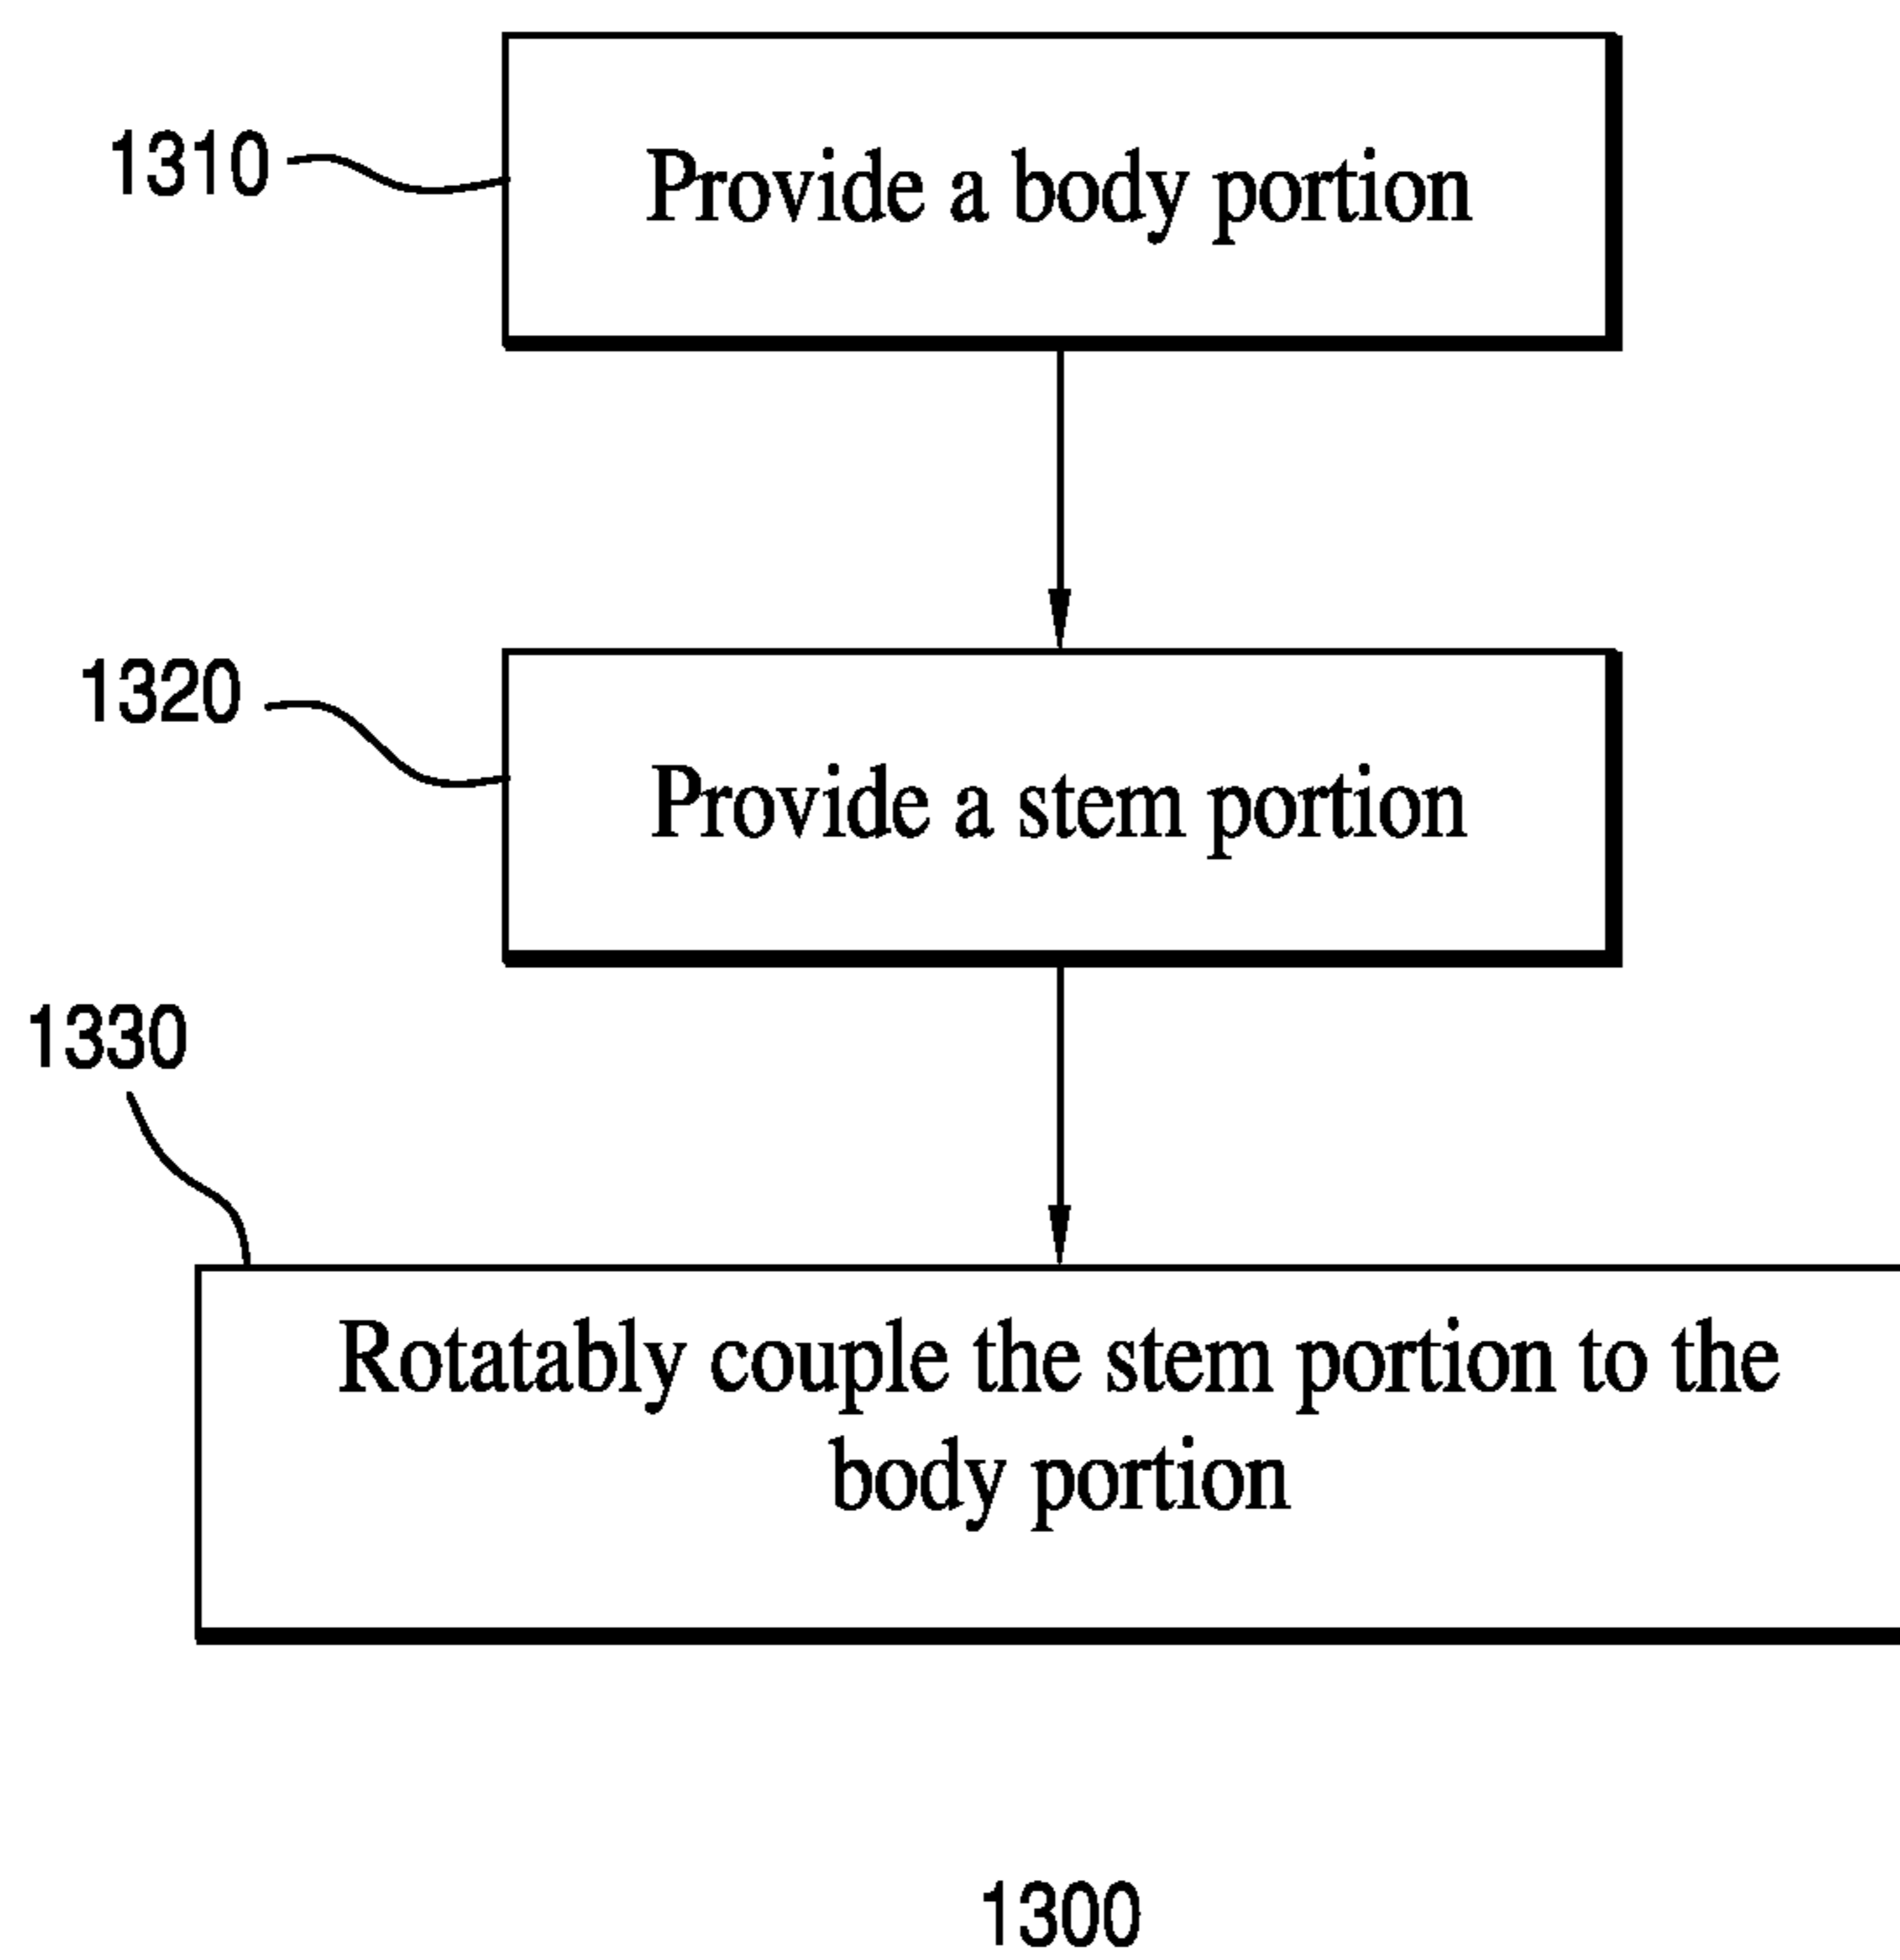 1310
Provide a body portion
1320
Provide a stem portion
1330
Rotatably couple the stem portion to the
body portion
1300